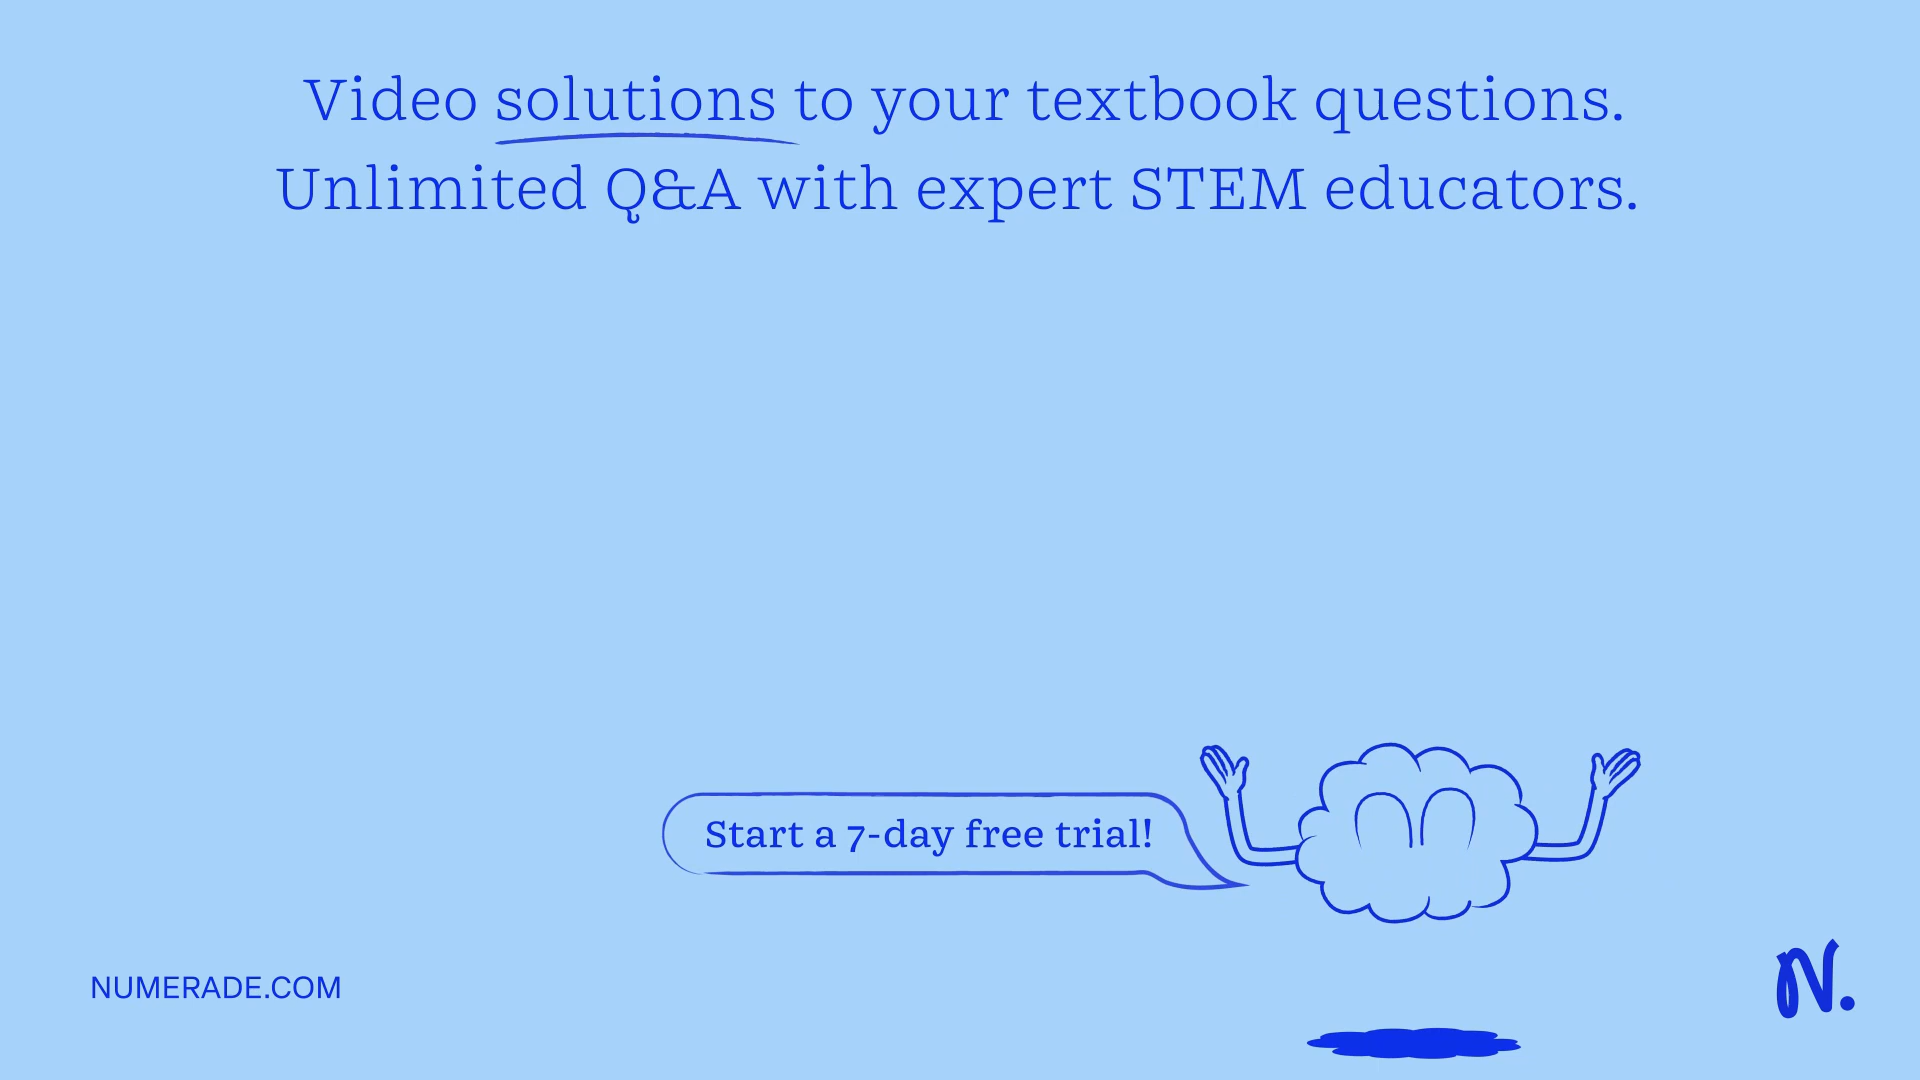 Video solutions to your textbook questions.
Unlimited Q&A with expert STEM educators.
Start a 7-day free trial!
NUMERADE.COM
N.